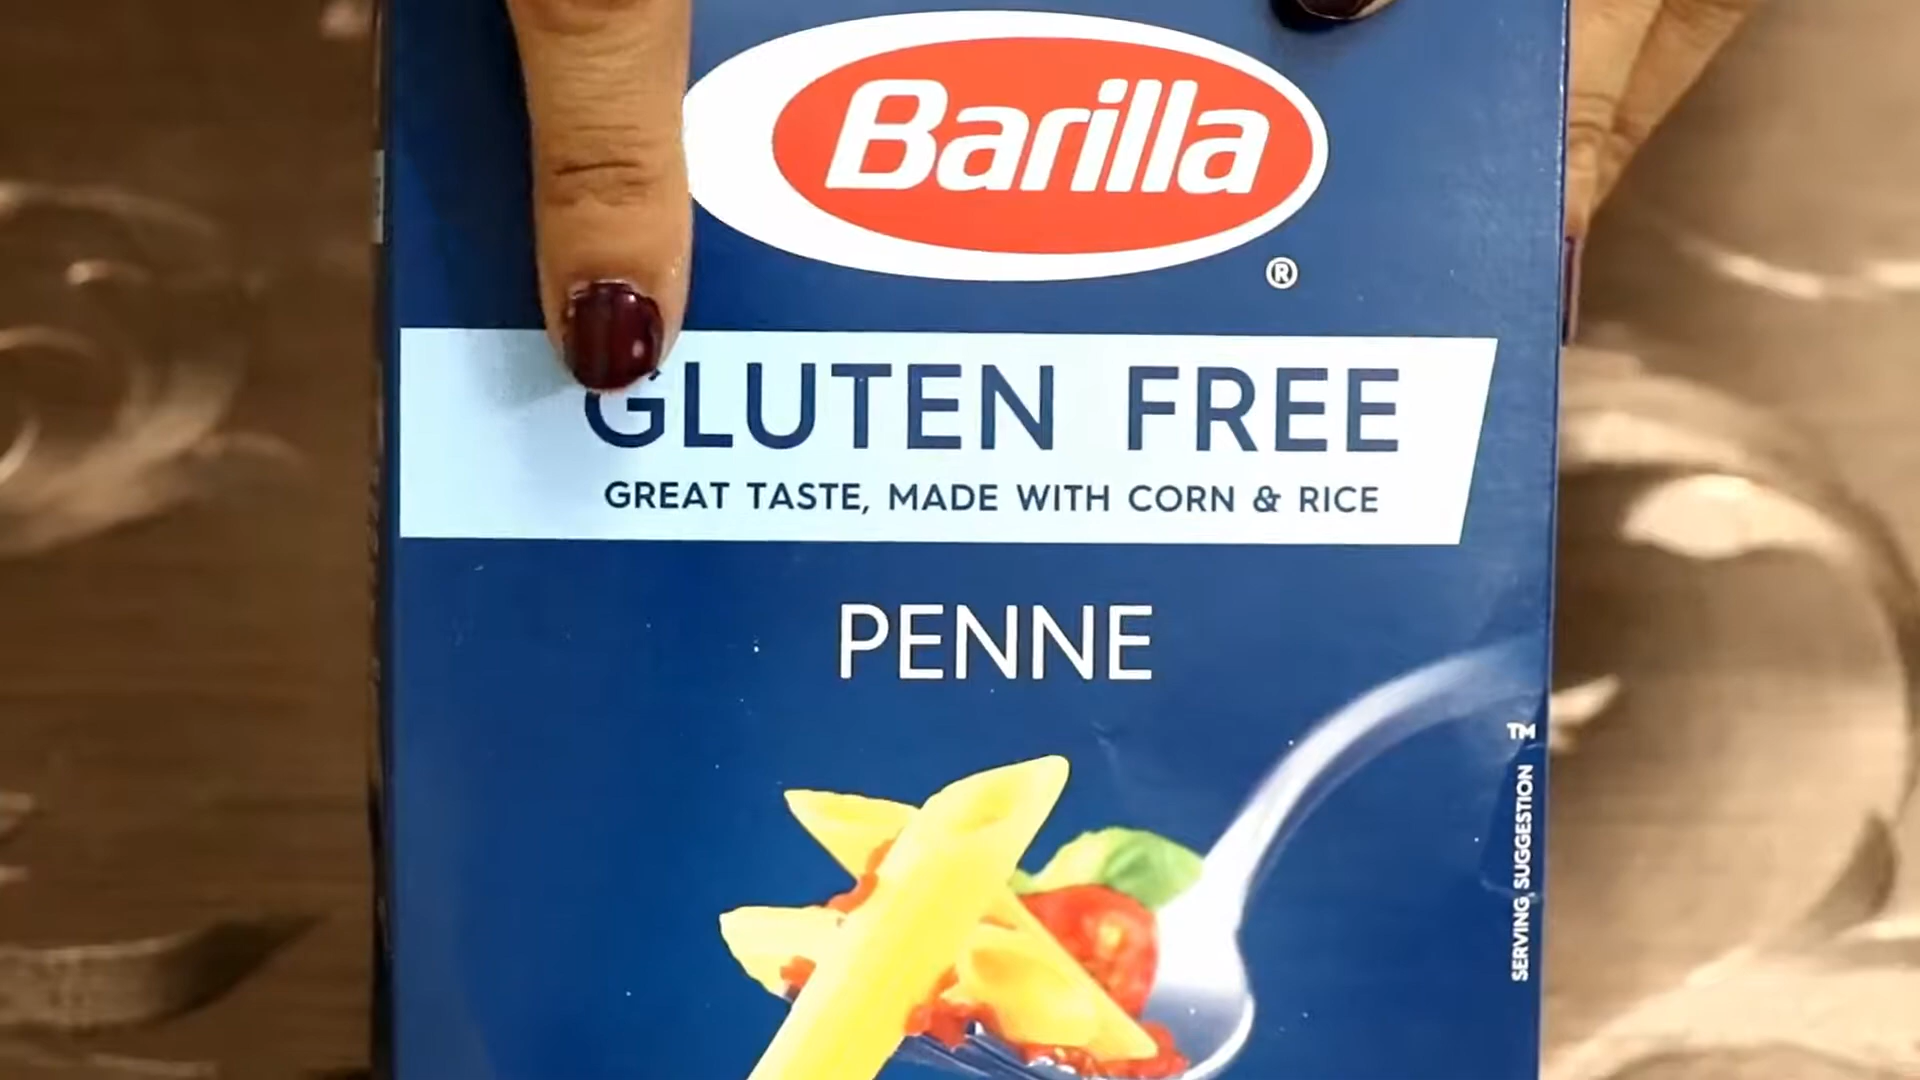 Barilla
®
GLUTEN FREE
GREAT TASTE, MADE WITH CORN & RICE
PENNE
TM
SERVING SUGGESTION